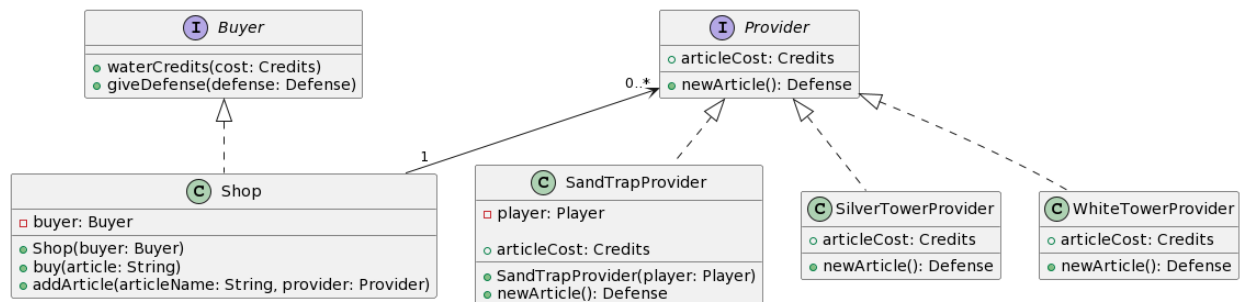 I Buyer
waterCredits(cost: Credits)
giveDefense(defense: Defense)
I Provider
articleCost: Credits
newArticle(): Defense
0..*
1
C Shop
buyer: Buyer
Shop(buyer: Buyer)
buy(article: String)
addArticle(articleName: String, provider: Provider)
C SandTrapProvider
player: Player
articleCost: Credits
SandTrapProvider(player: Player)
newArticle(): Defense
C SilverTowerProvider
articleCost: Credits
newArticle(): Defense
C WhiteTowerProvider
articleCost: Credits
newArticle(): Defense